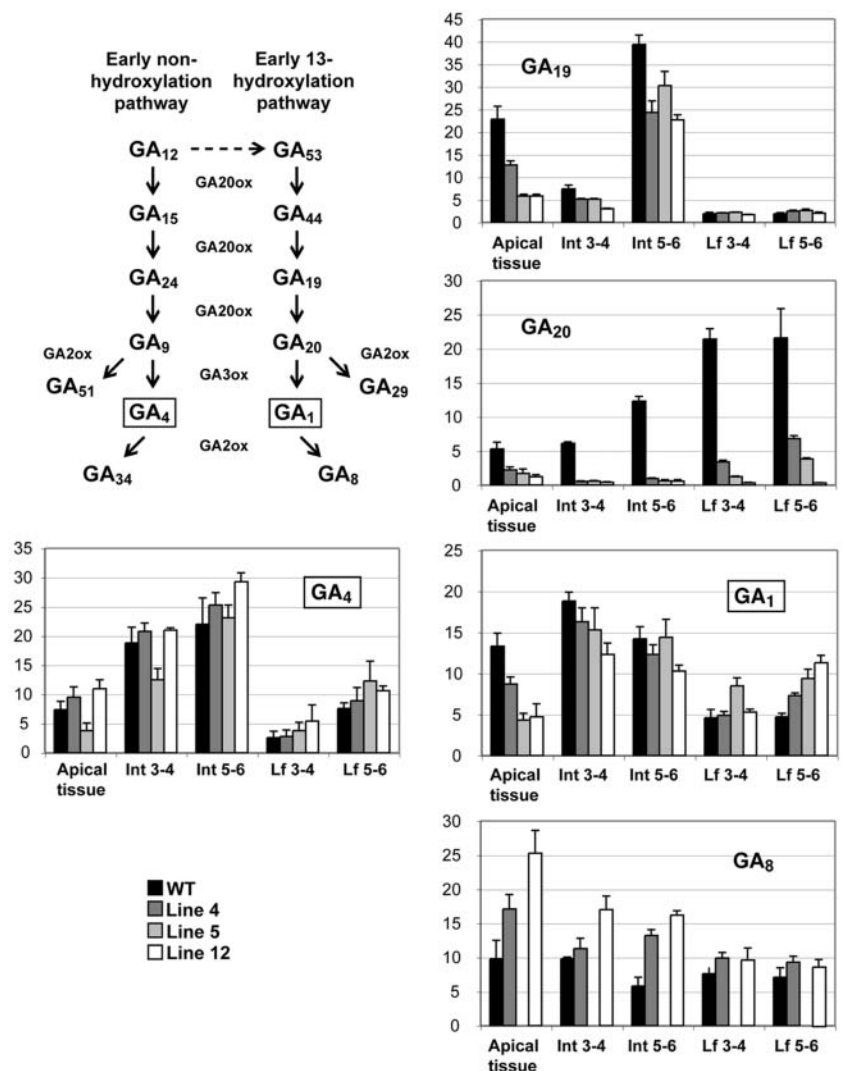 Early non-
hydroxylation
pathway
Early 13-
hydroxylation
pathway
GA12
GA53
GA20ox
GA15
GA44
GA20ox
GA24
GA19
GA20ox
GA9
GA20
GA2ox
GA3ox
GA2ox
GA51
GA29
GA4
GA1
GA2ox
GA34
GA8
GA19
45
40
35
30
25
20
15
10
5
0
Apical
tissue
Int 3-4
Int 5-6
Lf 3-4
Lf 5-6
GA20
30
25
20
15
10
5
0
Apical
tissue
Int 3-4
Int 5-6
Lf 3-4
Lf 5-6
GA4
35
30
25
20
15
10
5
0
Apical
tissue
Int 3-4
Int 5-6
Lf 3-4
Lf 5-6
GA1
25
20
15
10
5
0
Apical
tissue
Int 3-4
Int 5-6
Lf 3-4
Lf 5-6
WT
Line 4
Line 5
Line 12
GA8
30
25
20
15
10
5
0
Apical
tissue
Int 3-4
Int 5-6
Lf 3-4
Lf 5-6